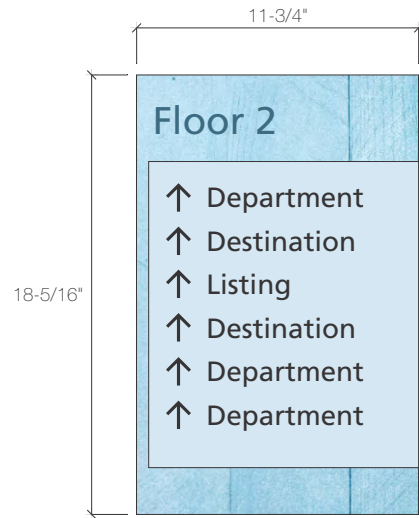 11-3/4"
Floor 2
↑ Department
↑ Destination
↑ Listing
18-5/16"
↑ Destination
↑ Department
↑ Department